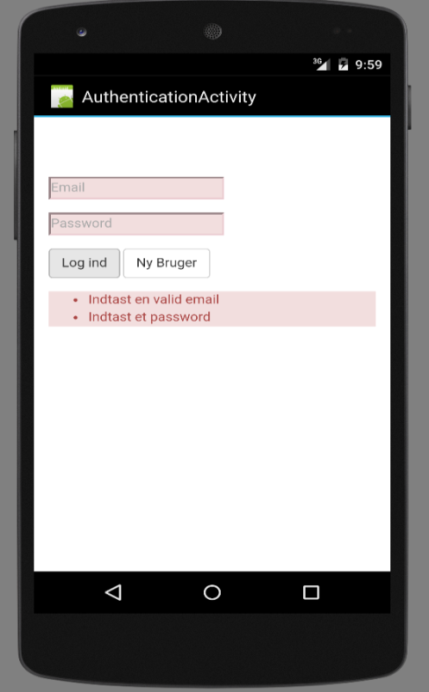 3G 9:59
AuthenticationActivity
Email
Password
Log ind Ny Bruger
• Indtast en valid email
• Indtast et password